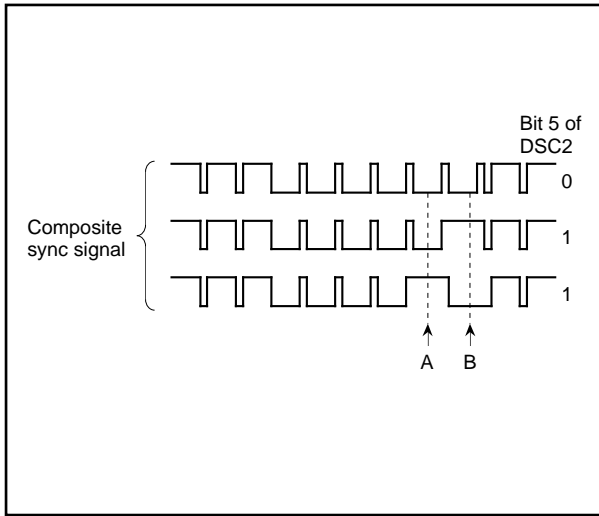 Bit 5 of
DSC2
0
Composite
sync signal
1
1
A B